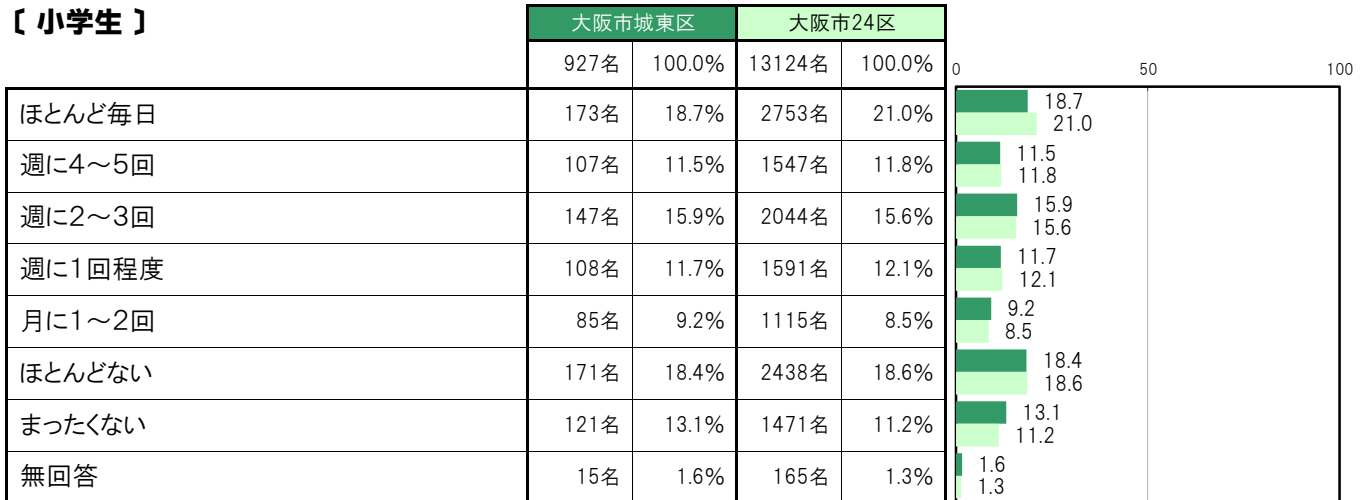 〔 小学生 〕
大阪市城東区 大阪市24区
927名 100.0% 13124名 100.0%
0 50 100
ほとんど毎日 173名 18.7% 2753名 21.0% 18.7
21.0
週に4～5回 107名 11.5% 1547名 11.8% 11.5
11.8
週に2～3回 147名 15.9% 2044名 15.6% 15.9
15.6
週に1回程度 108名 11.7% 1591名 12.1% 11.7
12.1
月に1～2回 85名 9.2% 1115名 8.5% 9.2
8.5
ほとんどない 171名 18.4% 2438名 18.6% 18.4
18.6
まったくない 121名 13.1% 1471名 11.2% 13.1
11.2
無回答 15名 1.6% 165名 1.3% 1.6
1.3